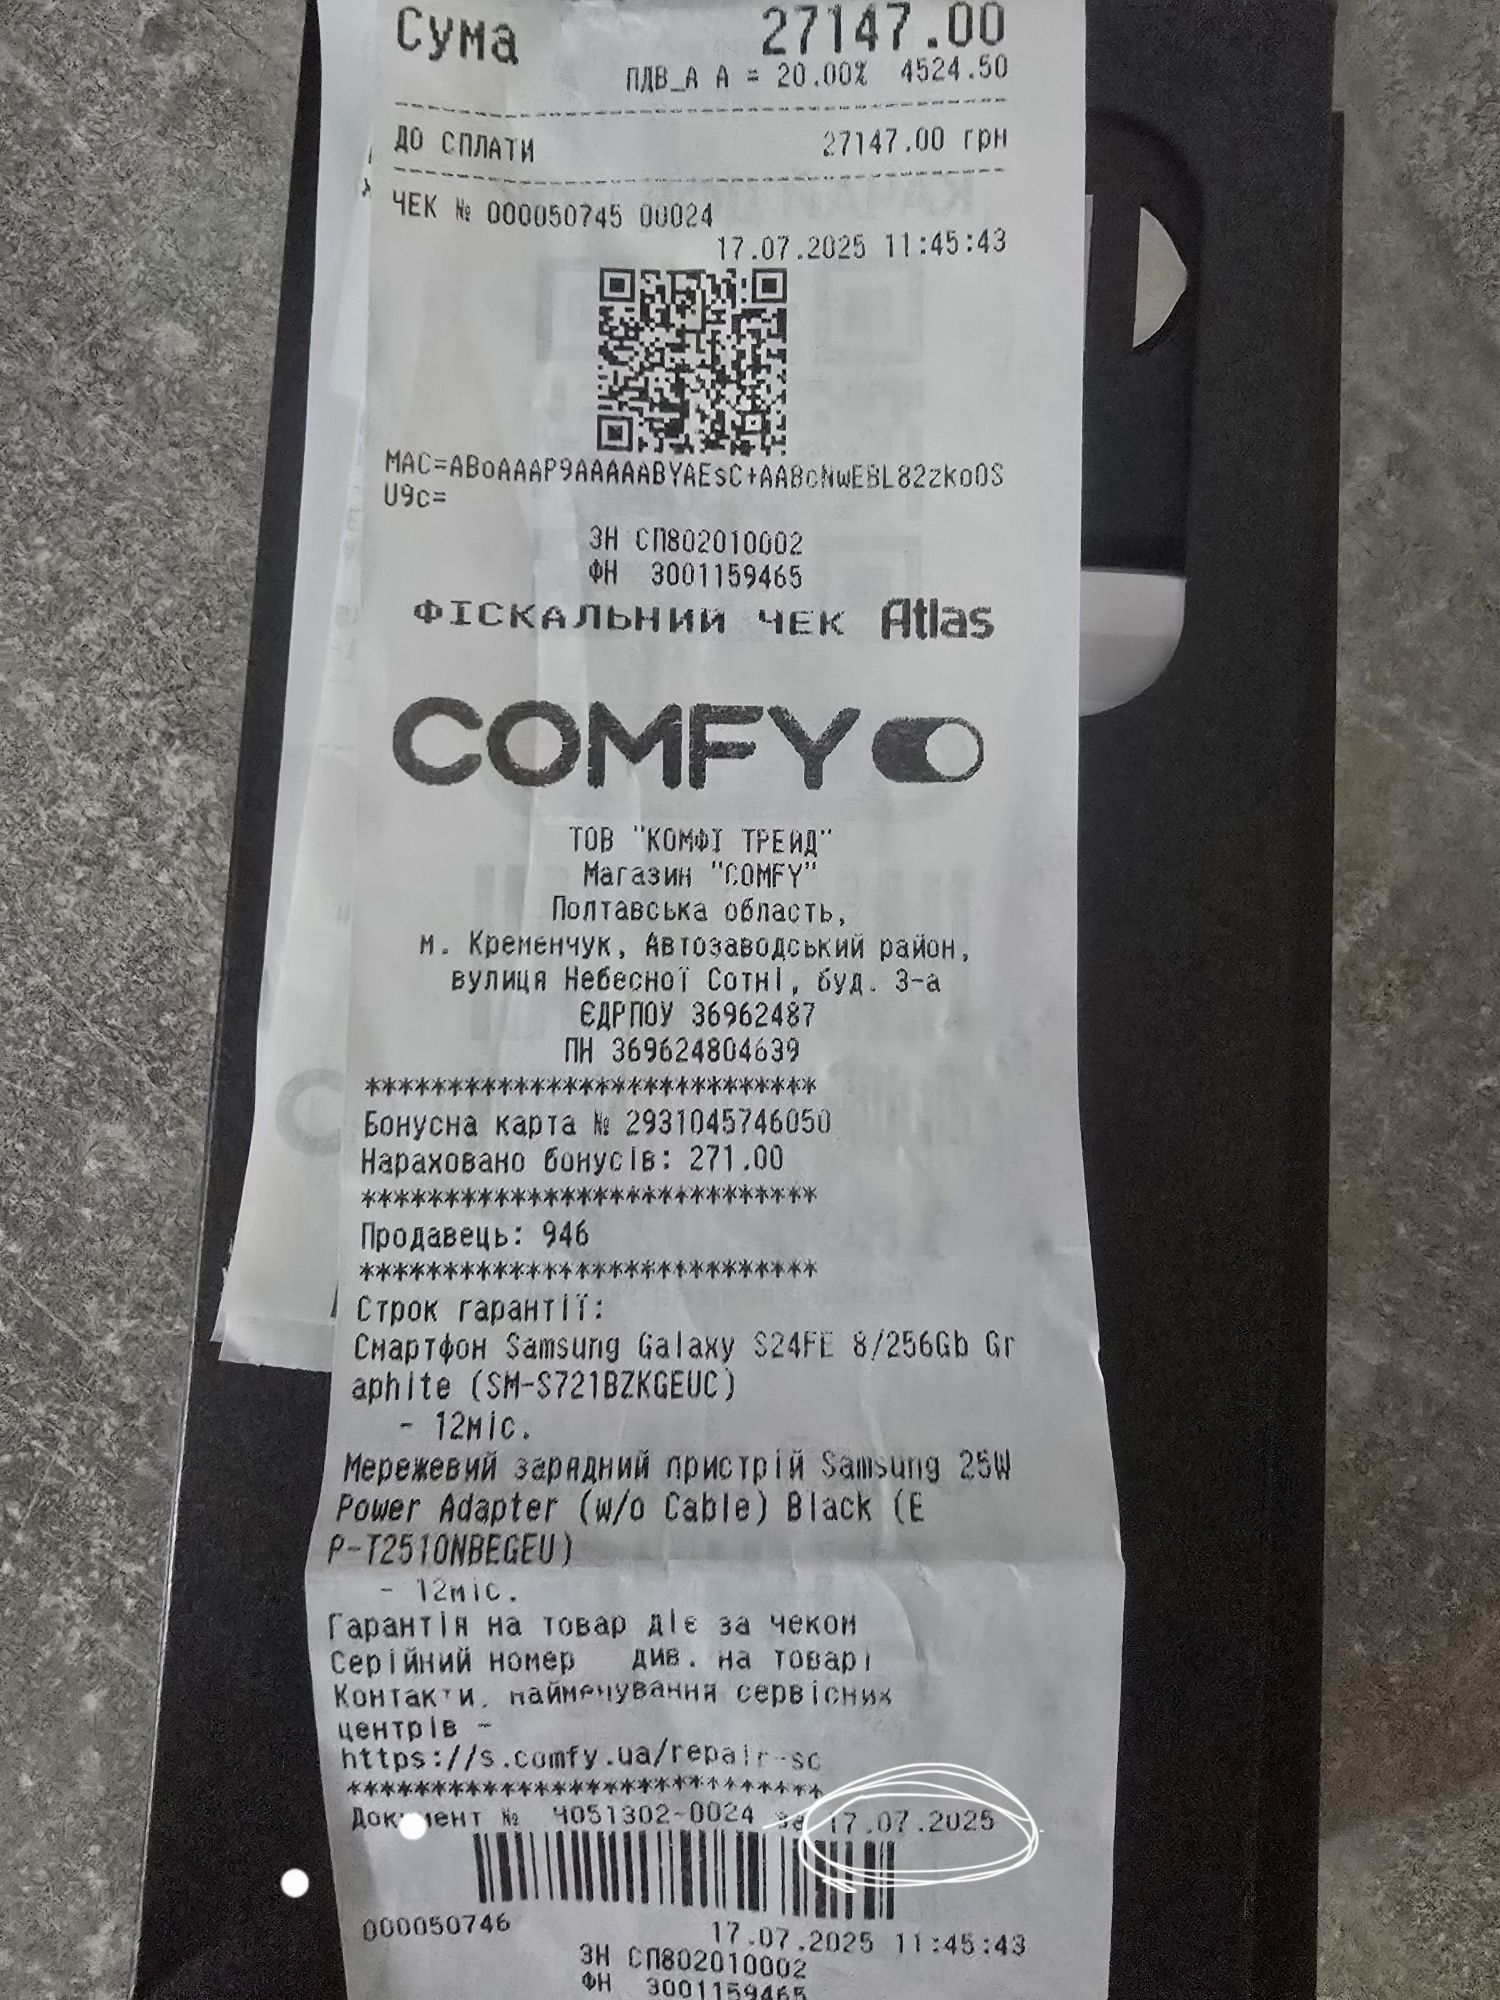 Сума 27147.00
ПДВ_А А = 20.00% 4524.50
ДО СПЛАТИ 27147.00 грн
ЧЕК № 000050745 00024
17.07.2025 11:45:43
MAC=ABoAAAP9AAAAABYAEsC+AABcNwEBL82zKoOS
U9c=
ЗН СП802010002
ФН 3001159465
ФІСКАЛЬНИЙ ЧЕК Atlas
COMFY
ТОВ "КОМФІ ТРЕЙД"
Магазин "COMFY"
Полтавська область,
м. Кременчук, Автозаводський район,
вулиця Небесної Сотні, буд. 3-а
ЄДРПОУ 36962487
ПН 369624804639
****************************
Бонусна карта № 2931045746050
Нараховано бонусів: 271.00
****************************
Продавець: 946
****************************
Строк гарантії:
Смартфон Samsung Galaxy S24FE 8/256Gb Gr
aphite (SM-S721BZKGEUC)
- 12міс.
Мережевий зарядний пристрій Samsung 25W
Power Adapter (w/o Cable) Black (E
P-T2510NBEGEU)
- 12міс.
Гарантія на товар діє за чеком
Серійний номер див. на товарі
Контакти, найменування сервісних
центрів -
https://s.comfy.ua/repair-sc
****************************
Документ № 4051302-0024 за 17.07.2025
000050746 17.07.2025 11:45:43
ЗН СП802010002
ФН 3001159465